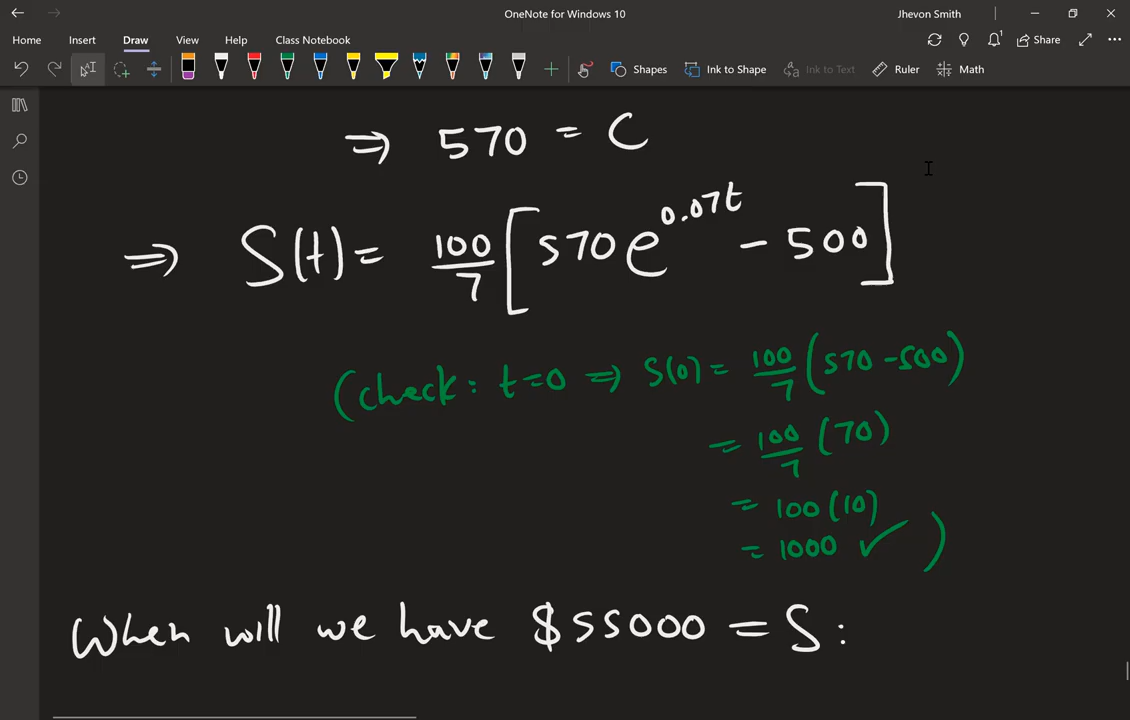 OneNote for Windows 10
Jhevon Smith
Home Insert Draw View Help Class Notebook
Share
Shapes Ink to Shape Ink to Text Ruler Math
⇒ 570 = C
⇒ S(t) = 100/7 [570e^0.07t - 500]
(check: t=0 ⇒ S(0) = 100/7 (570-500)
= 100/7 (70)
= 100(10)
= 1000 ✓ )
When will we have $55000 = S: